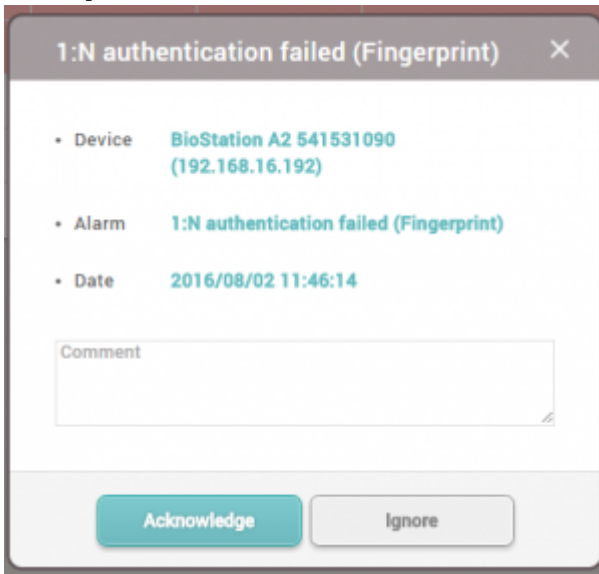 1:N authentication failed (Fingerprint)
• Device BioStation A2 541531090
(192.168.16.192)
• Alarm 1:N authentication failed (Fingerprint)
• Date 2016/08/02 11:46:14
Comment
Acknowledge Ignore